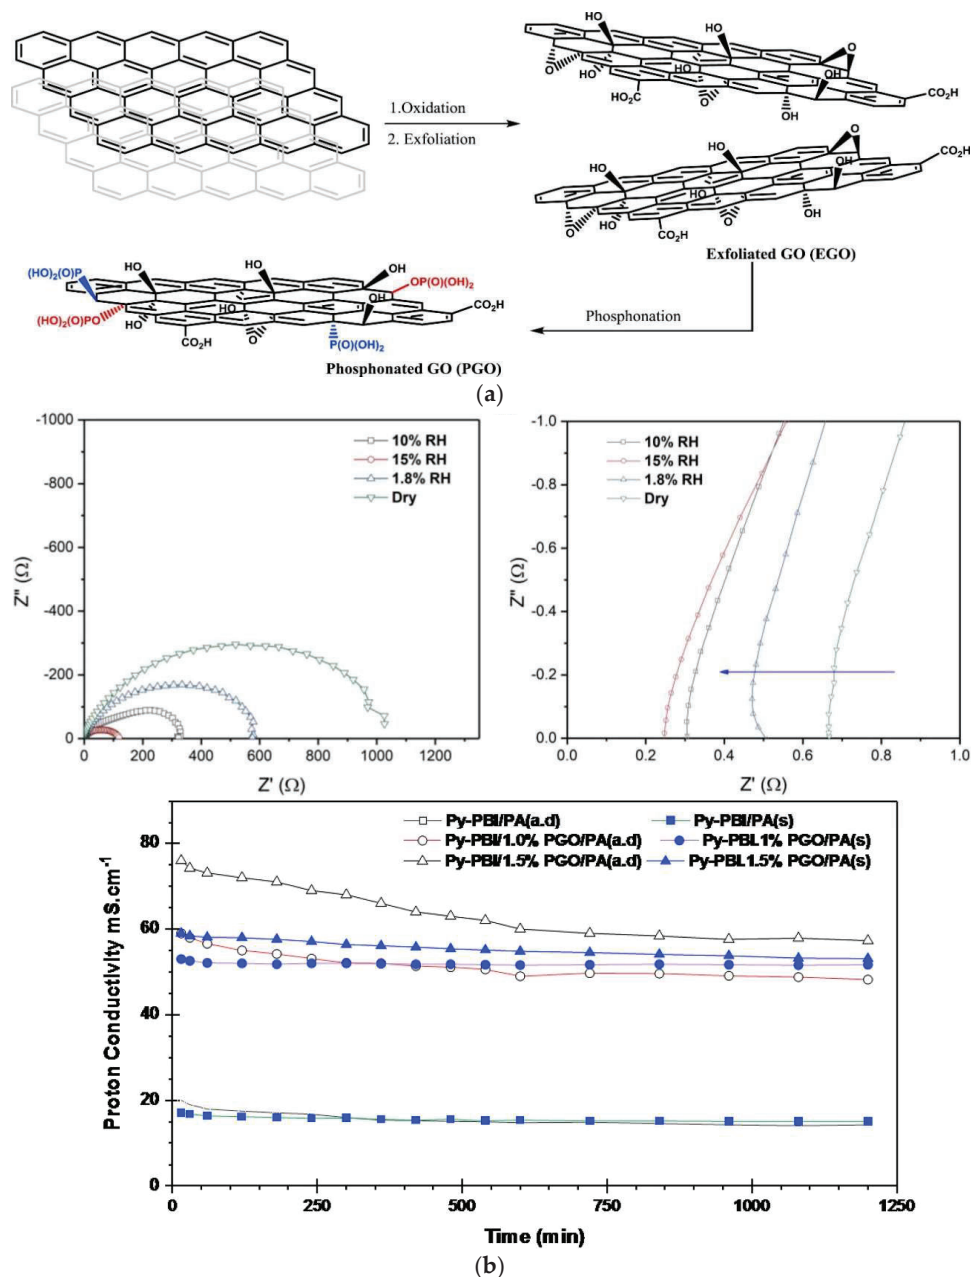 HO
HO
O
O
HO
OH
CO₂H
HO₂C
O
OH
1.Oxidation
2. Exfoliation
HO
HO
O
CO₂H
OH
O
HO
HO
O
OH
CO₂H
Exfoliated GO (EGO)
(HO)₂(O)P
HO
HO
OH
OP(O)(OH)₂
(HO)₂(O)PO
HO
HO
O
OH
CO₂H
CO₂H
P(O)(OH)₂
Phosphonation
Phosphonated GO (PGO)
(a)
-1000
-800
-600
-400
-200
0
Z'' (Ω)
10% RH
15% RH
1.8% RH
Dry
0 200 400 600 800 1000 1200
Z' (Ω)
-1.0
-0.8
-0.6
-0.4
-0.2
0.0
Z'' (Ω)
10% RH
15% RH
1.8% RH
Dry
0.0 0.2 0.4 0.6 0.8 1.0
Z' (Ω)
80
60
40
20
0
Proton Conductivity mS.cm⁻¹
Py-PBI/PA(a.d) Py-PBI/PA(s)
Py-PBI/1.0% PGO/PA(a.d) Py-PBL1% PGO/PA(s)
Py-PBI/1.5% PGO/PA(a.d) Py-PBL1.5% PGO/PA(s)
0 250 500 750 1000 1250
Time (min)
(b)